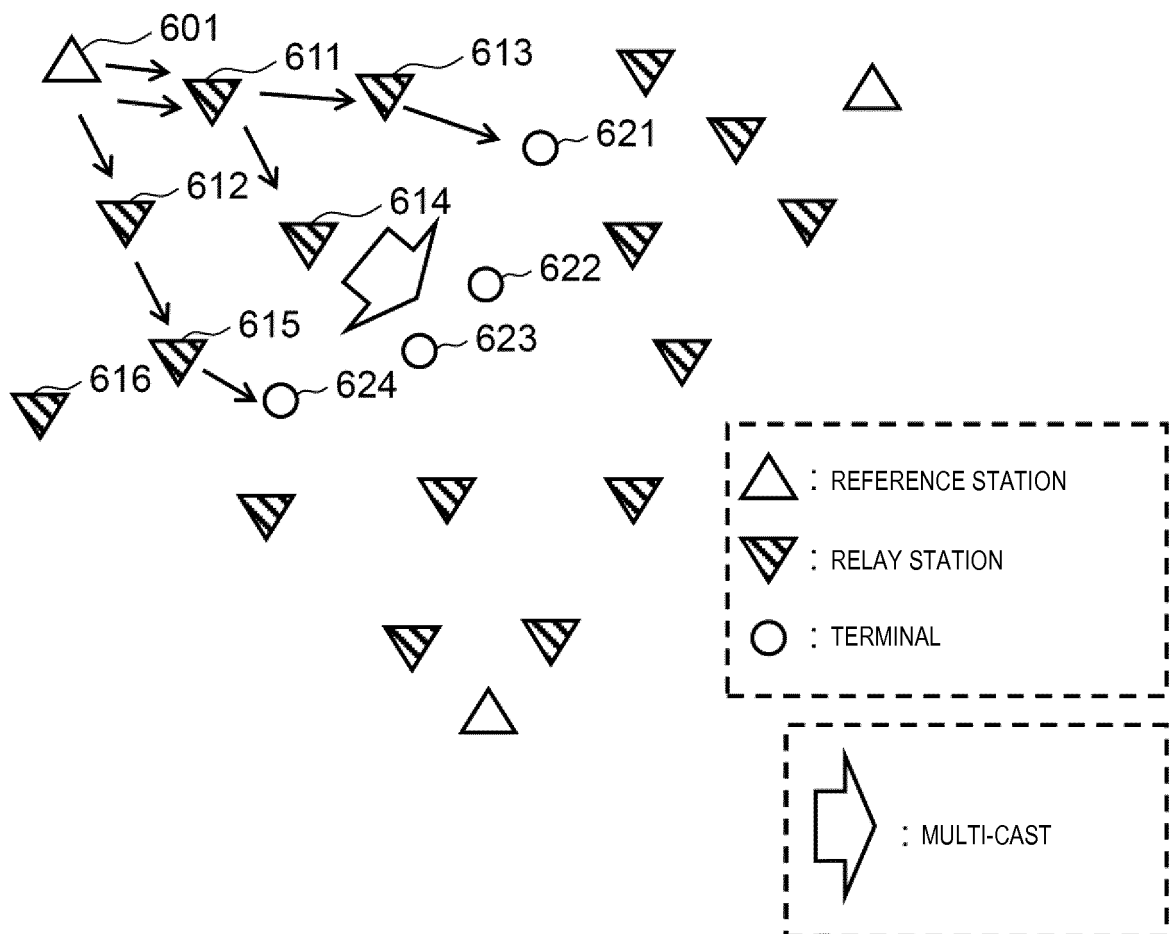 601
611
613
621
612
614
622
615
623
616
624
: REFERENCE STATION
: RELAY STATION
: TERMINAL
: MULTI-CAST